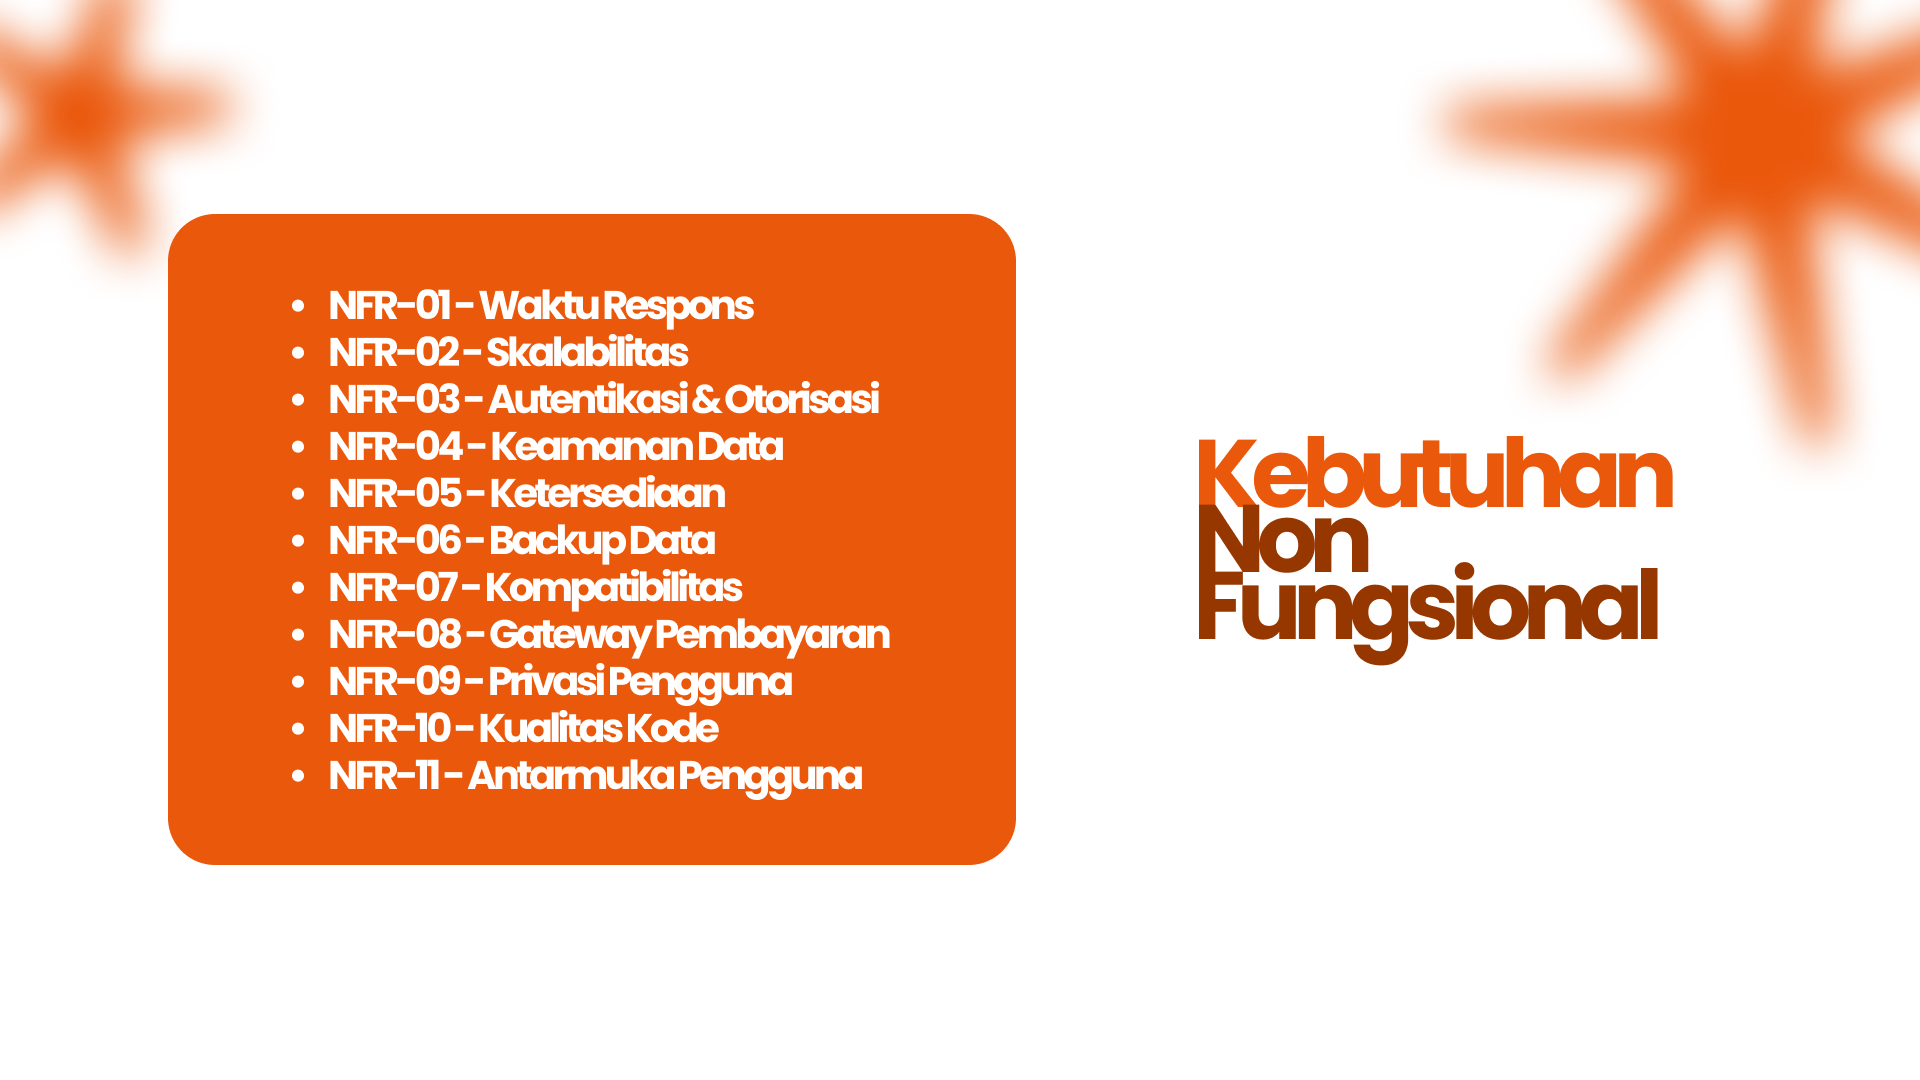 NFR-01 - Waktu Respons
NFR-02 - Skalabilitas
NFR-03 - Autentikasi & Otorisasi
NFR-04 - Keamanan Data
NFR-05 - Ketersediaan
NFR-06 - Backup Data
NFR-07 - Kompatibilitas
NFR-08 - Gateway Pembayaran
NFR-09 - Privasi Pengguna
NFR-10 - Kualitas Kode
NFR-11 - Antarmuka Pengguna
Kebutuhan
Non
Fungsional